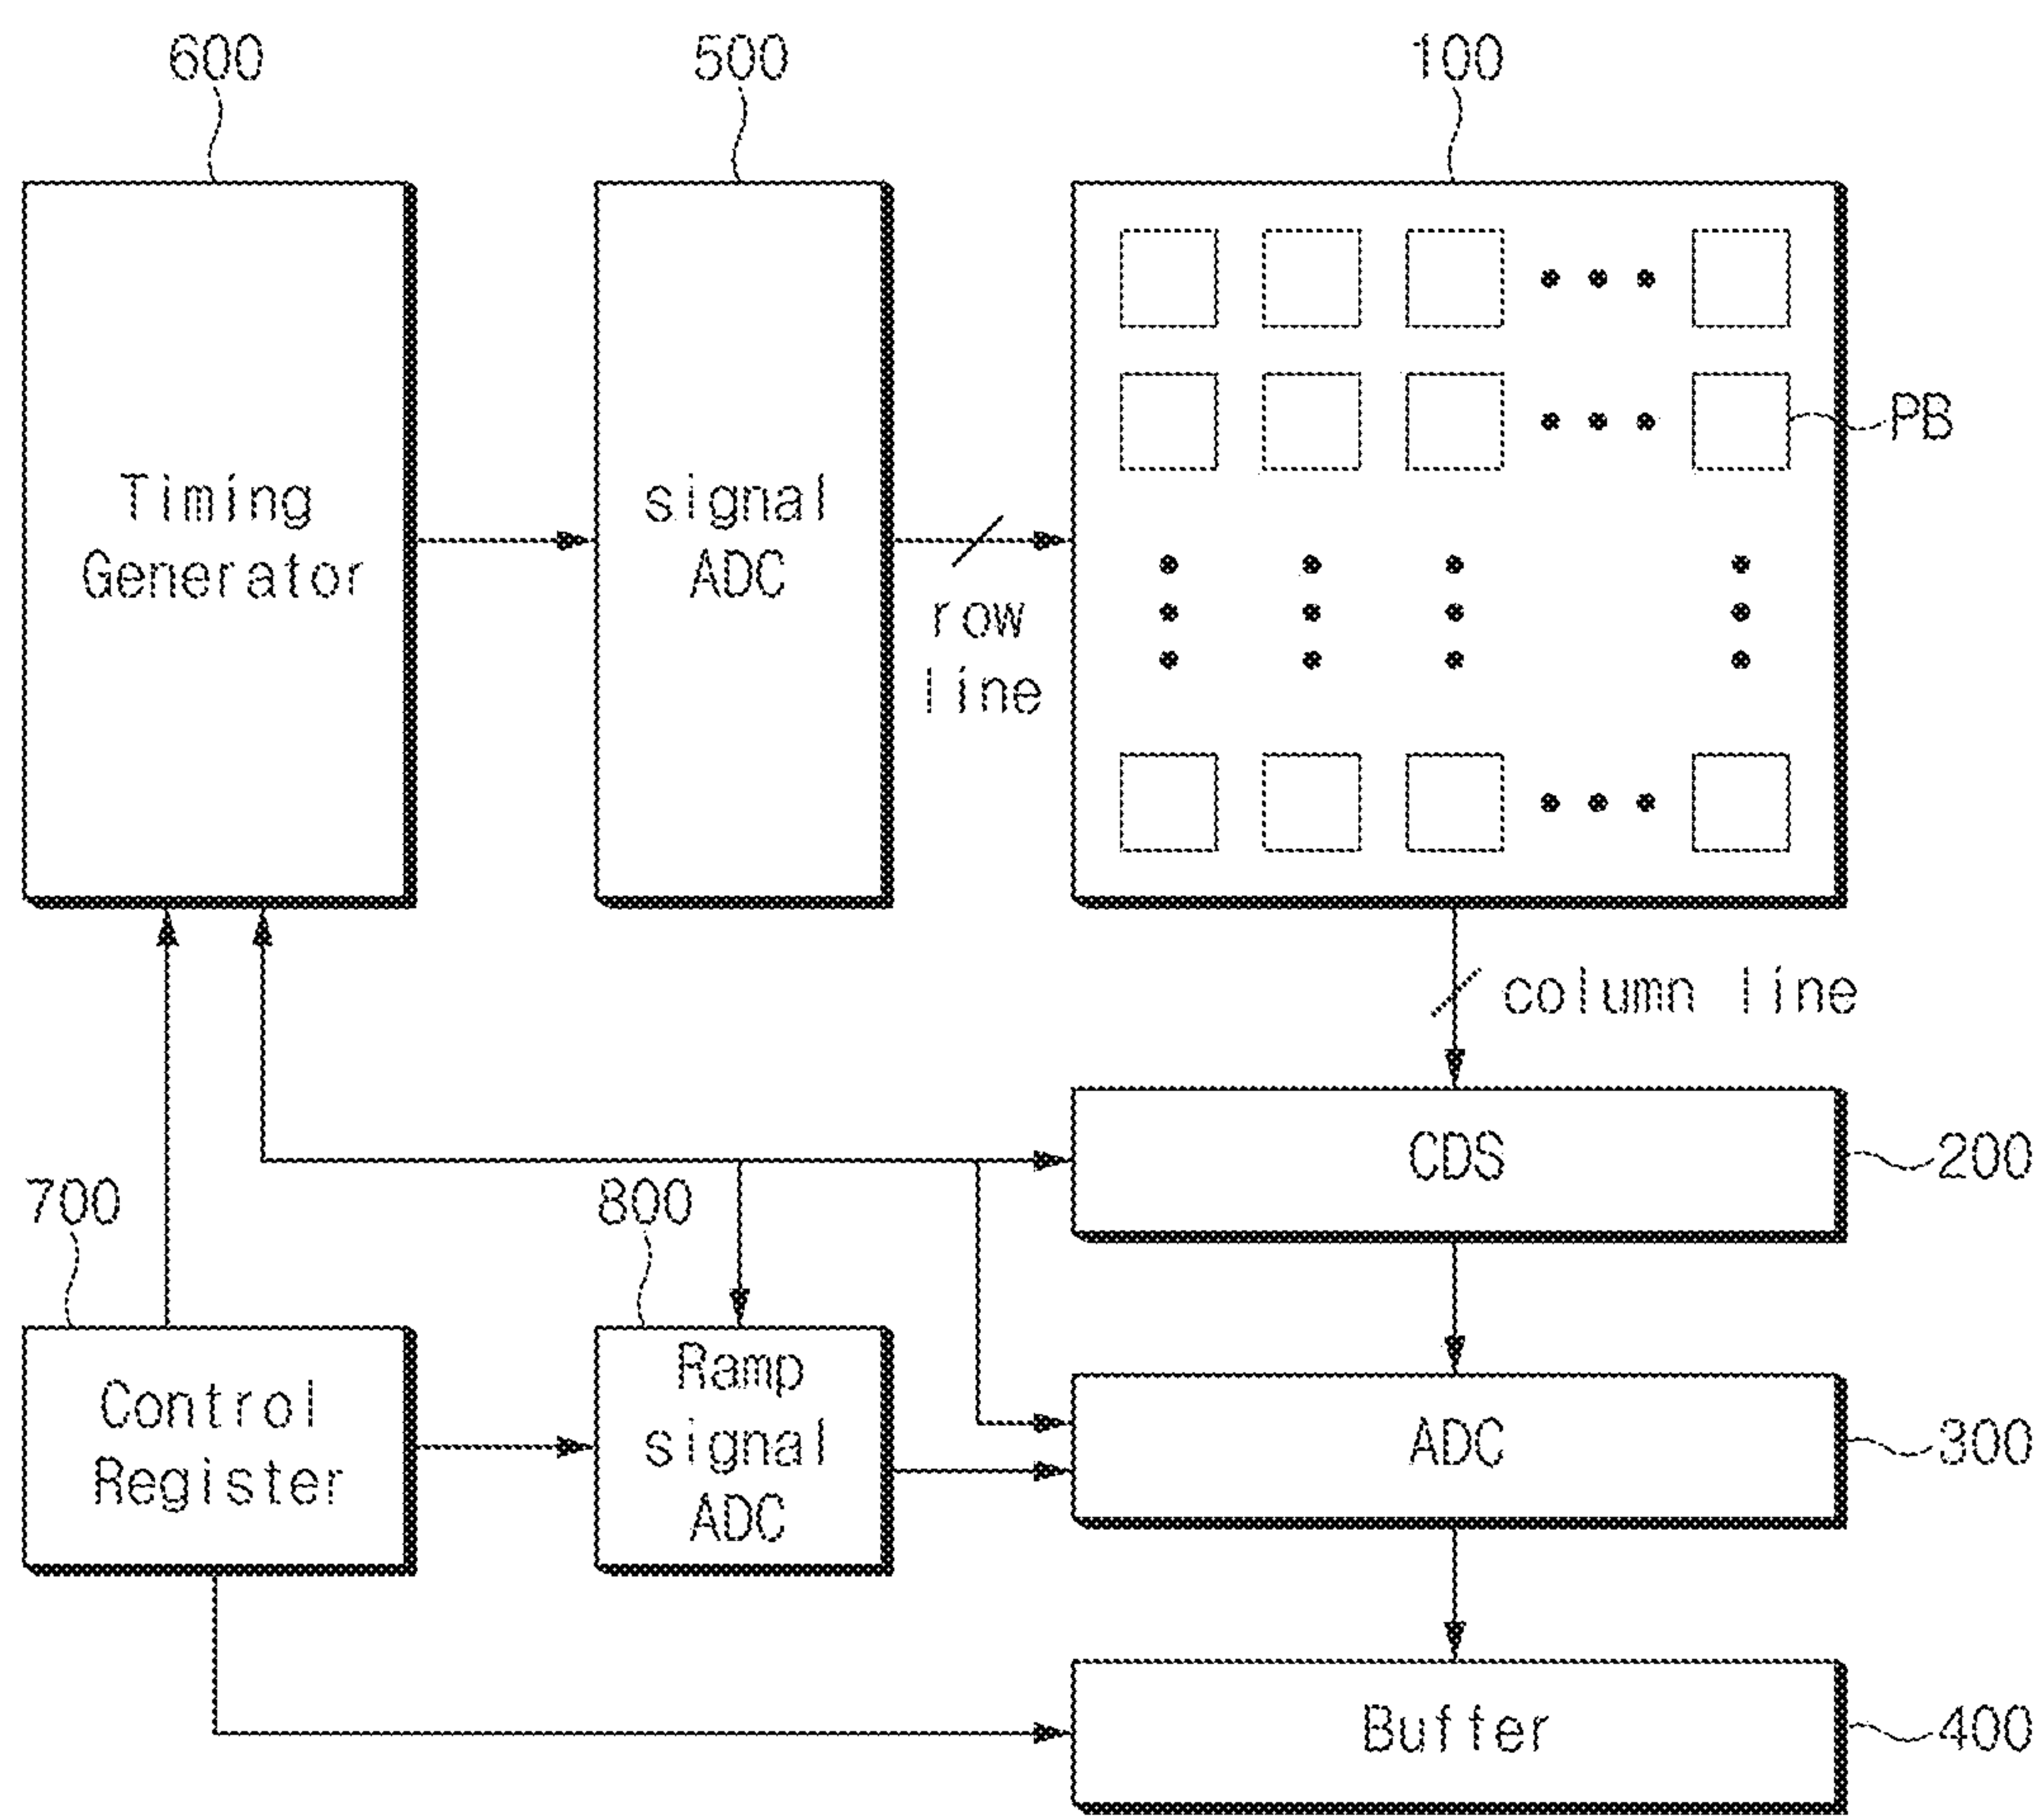 600
500
100
Timing
Generator
signal
ADC
row
line
PB
column line
CDS
200
700
800
Control
Register
Ramp
signal
ADC
ADC
300
Buffer
400